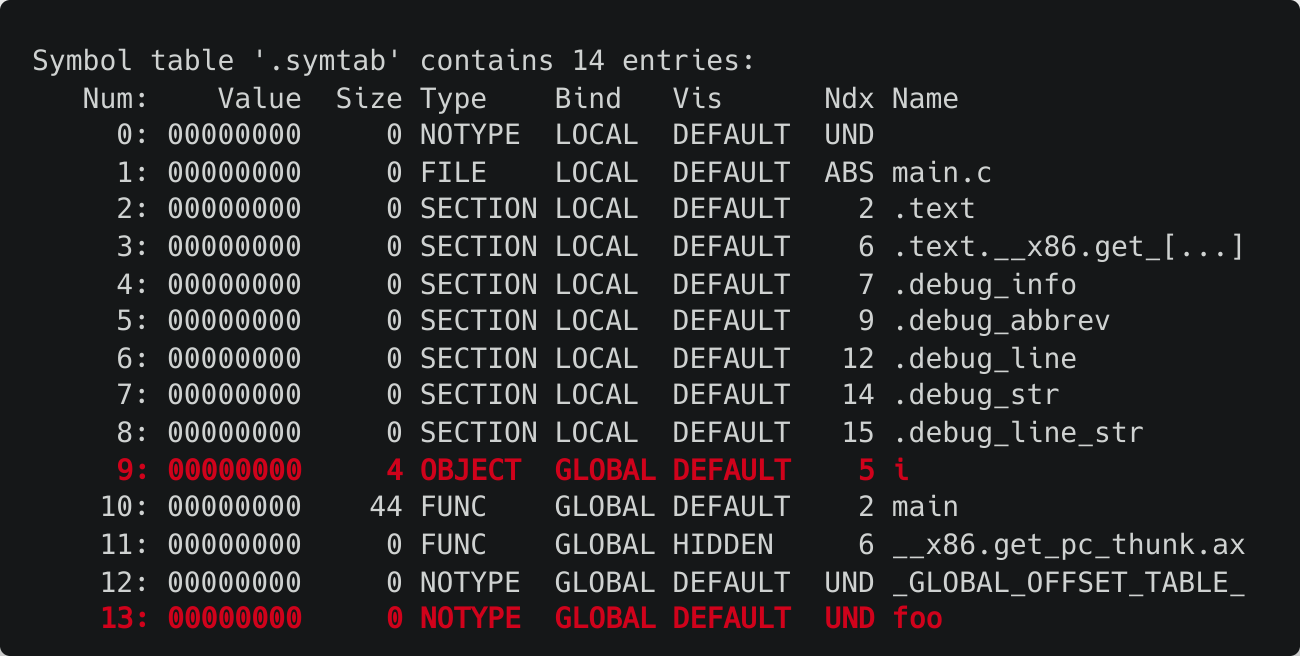 Symbol table '.symtab' contains 14 entries:
   Num:    Value  Size Type    Bind   Vis      Ndx Name
     0: 00000000     0 NOTYPE  LOCAL  DEFAULT  UND
     1: 00000000     0 FILE    LOCAL  DEFAULT  ABS main.c
     2: 00000000     0 SECTION LOCAL  DEFAULT    2 .text
     3: 00000000     0 SECTION LOCAL  DEFAULT    6 .text.__x86.get_[...]
     4: 00000000     0 SECTION LOCAL  DEFAULT    7 .debug_info
     5: 00000000     0 SECTION LOCAL  DEFAULT    9 .debug_abbrev
     6: 00000000     0 SECTION LOCAL  DEFAULT   12 .debug_line
     7: 00000000     0 SECTION LOCAL  DEFAULT   14 .debug_str
     8: 00000000     0 SECTION LOCAL  DEFAULT   15 .debug_line_str
     9: 00000000     4 OBJECT  GLOBAL DEFAULT    5 i
    10: 00000000    44 FUNC    GLOBAL DEFAULT    2 main
    11: 00000000     0 FUNC    GLOBAL HIDDEN     6 __x86.get_pc_thunk.ax
    12: 00000000     0 NOTYPE  GLOBAL DEFAULT  UND _GLOBAL_OFFSET_TABLE_
    13: 00000000     0 NOTYPE  GLOBAL DEFAULT  UND foo